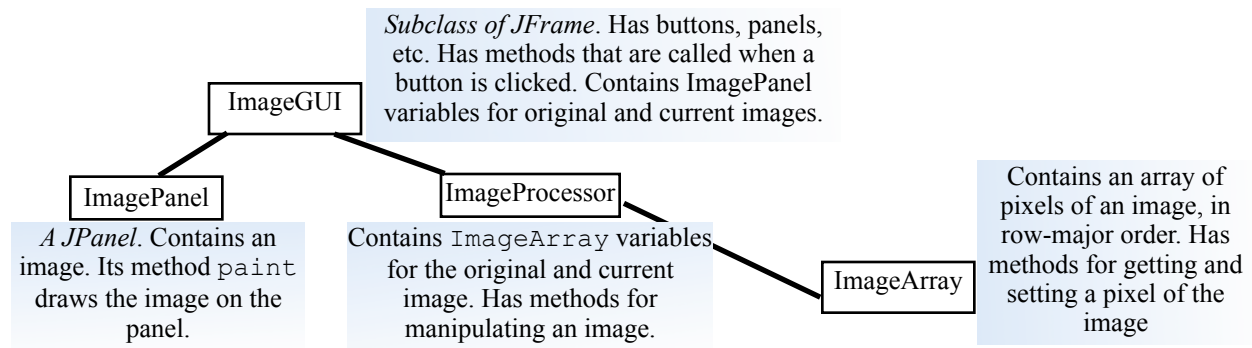 Subclass of JFrame. Has buttons, panels,
etc. Has methods that are called when a
button is clicked. Contains ImagePanel
variables for original and current images.
ImageGUI
ImagePanel
A JPanel. Contains an
image. Its method paint
draws the image on the
panel.
ImageProcessor
Contains ImageArray variables
for the original and current
image. Has methods for
manipulating an image.
ImageArray
Contains an array of
pixels of an image, in
row-major order. Has
methods for getting and
setting a pixel of the
image